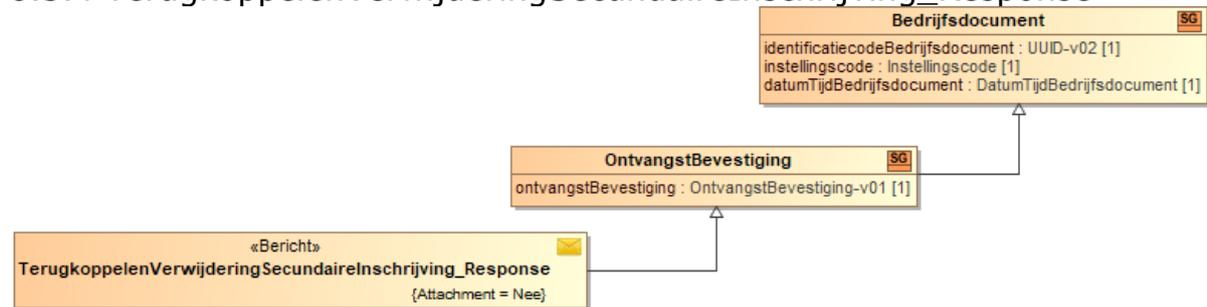 TerugkoppelenVerwijderingSecundaireInschrijving_Response
Bedrijfsdocument SG
identificatiecodeBedrijfsdocument : UUID-v02 [1]
instellingscode : Instellingscode [1]
datumTijdBedrijfsdocument : DatumTijdBedrijfsdocument [1]
OntvangstBevestiging SG
ontvangstBevestiging : OntvangstBevestiging-v01 [1]
«Bericht»
TerugkoppelenVerwijderingSecundaireInschrijving_Response
{Attachment = Nee}